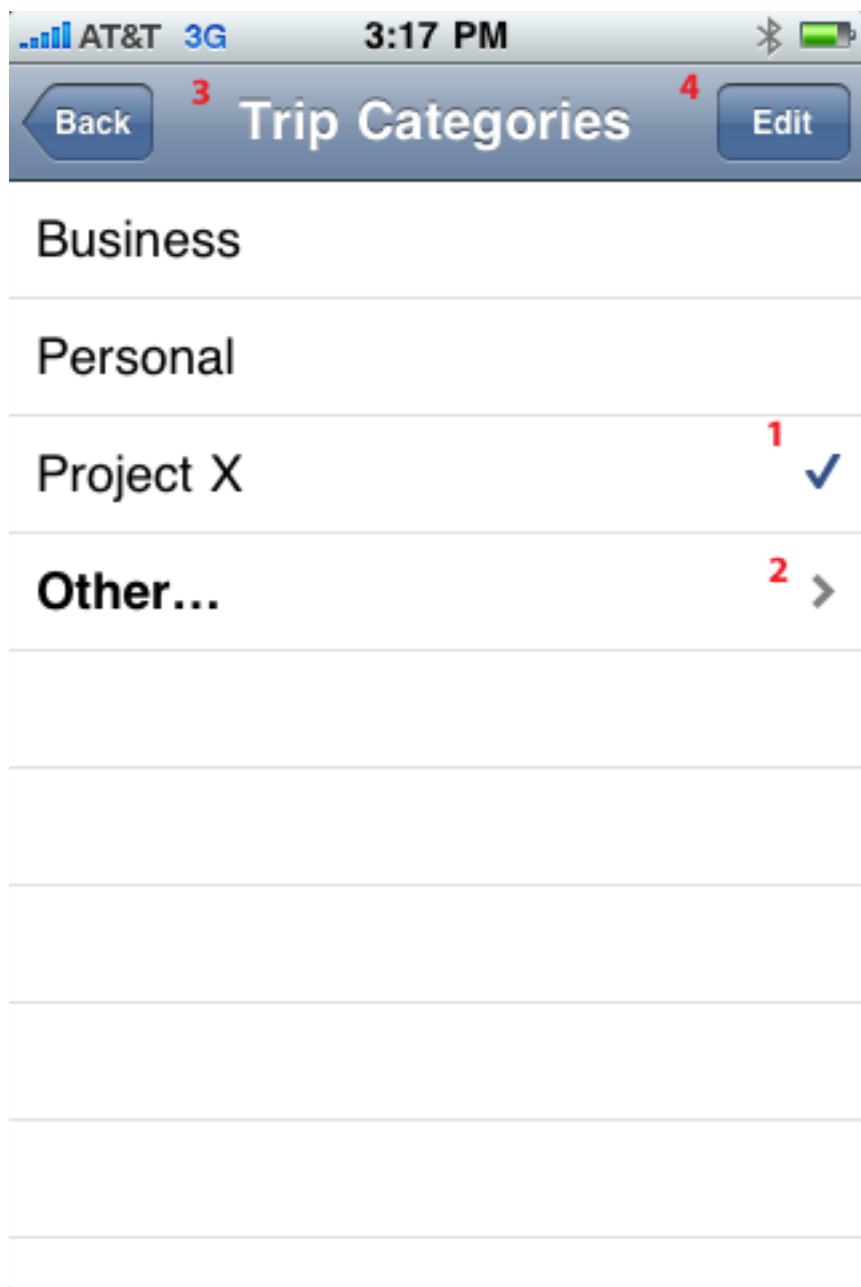 AT&T 3G 3:17 PM
Back 3 Trip Categories 4 Edit
Business
Personal
1
Project X
Other... 2